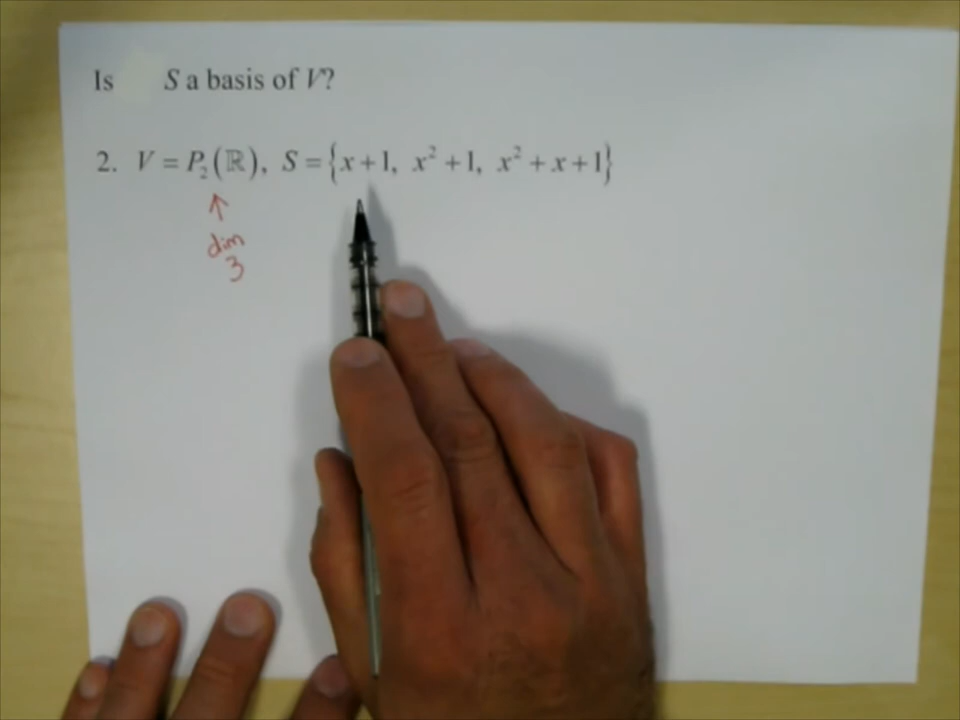 Is S a basis of V?
2. V = P₂(ℝ), S = {x+1, x²+1, x²+x+1}
↑
dim
3